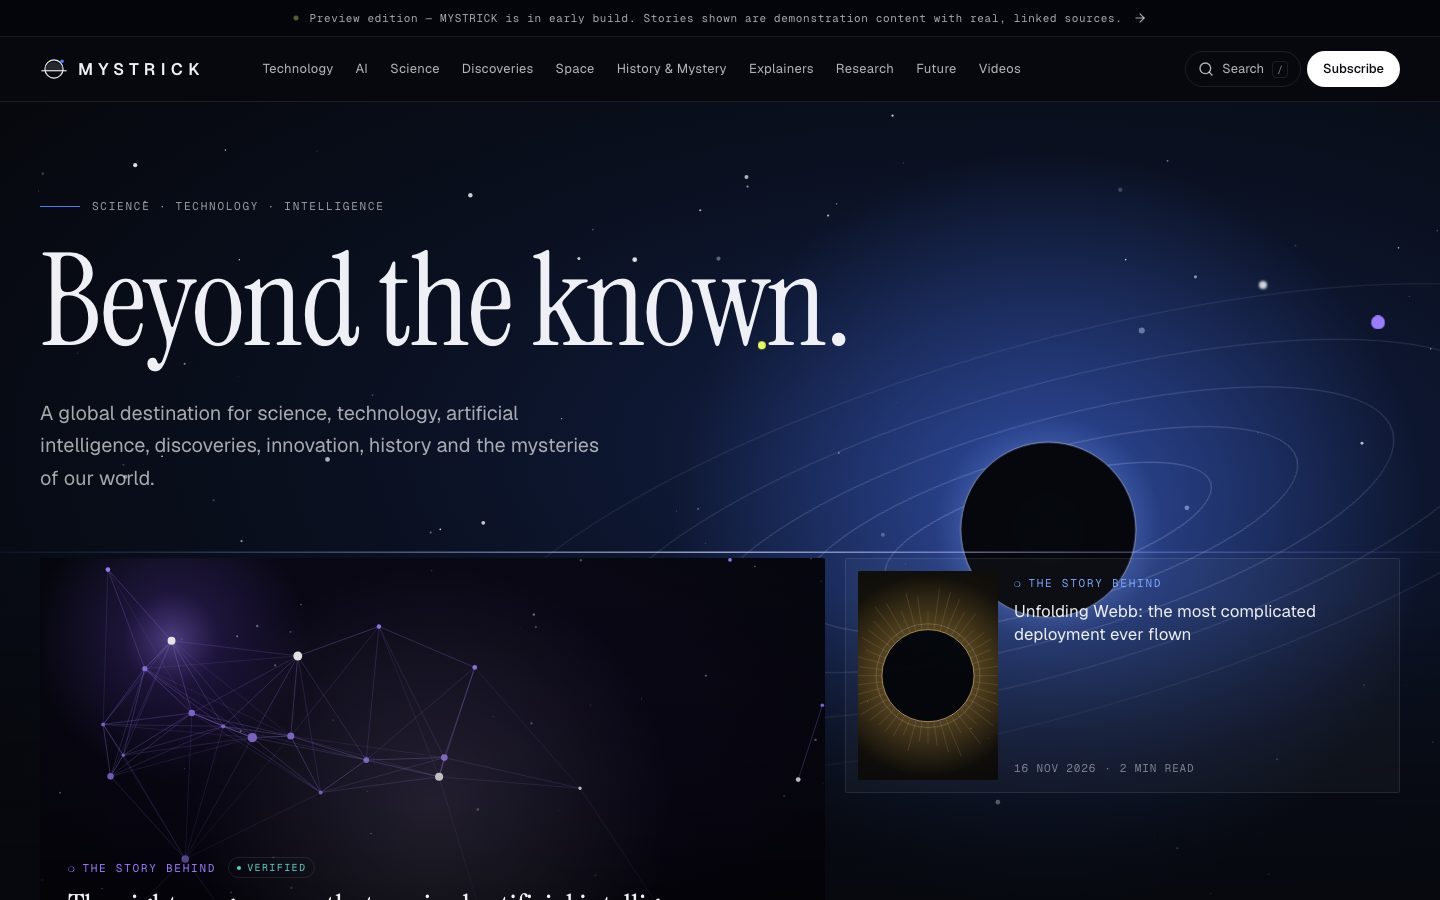 Preview edition — MYSTRICK is in early build. Stories shown are demonstration content with real, linked sources.
MYSTRICK
Technology
AI
Science
Discoveries
Space
History & Mystery
Explainers
Research
Future
Videos
Search /
Subscribe
SCIENCE · TECHNOLOGY · INTELLIGENCE
Beyond the known.
A global destination for science, technology, artificial
intelligence, discoveries, innovation, history and the mysteries
of our world.
THE STORY BEHIND
Unfolding Webb: the most complicated
deployment ever flown
16 NOV 2026 · 2 MIN READ
THE STORY BEHIND
VERIFIED